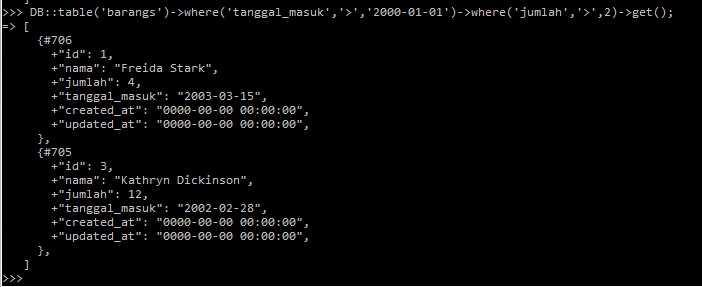 >>> DB::table('barangs')->where('tanggal_masuk','>','2000-01-01')->where('jumlah','>',2)->get();
=> [
     {#706
       +"id": 1,
       +"nama": "Freida Stark",
       +"jumlah": 4,
       +"tanggal_masuk": "2003-03-15",
       +"created_at": "0000-00-00 00:00:00",
       +"updated_at": "0000-00-00 00:00:00",
     },
     {#705
       +"id": 3,
       +"nama": "Kathryn Dickinson",
       +"jumlah": 12,
       +"tanggal_masuk": "2002-02-28",
       +"created_at": "0000-00-00 00:00:00",
       +"updated_at": "0000-00-00 00:00:00",
     },
   ]
>>>